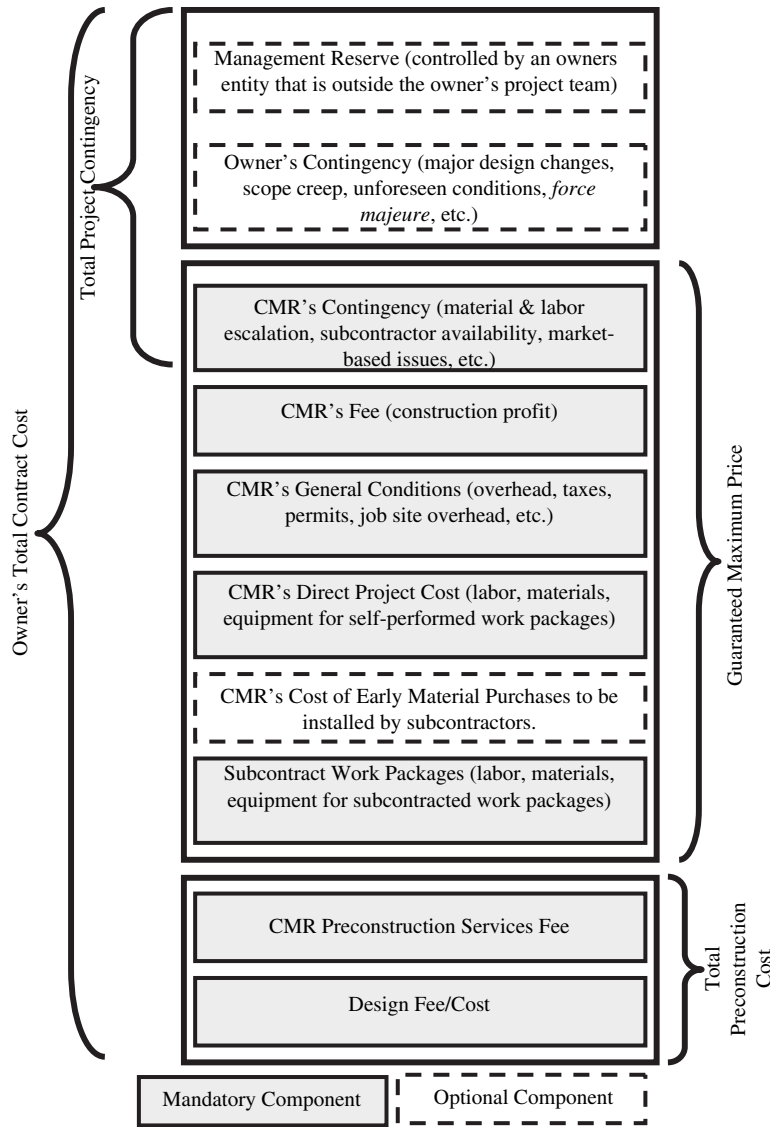 Management Reserve (controlled by an owners
entity that is outside the owner's project team)
Owner's Contingency (major design changes,
scope creep, unforeseen conditions, force
majeure, etc.)
Total Project Contingency
CMR's Contingency (material & labor
escalation, subcontractor availability, market-
based issues, etc.)
CMR's Fee (construction profit)
CMR's General Conditions (overhead, taxes,
permits, job site overhead, etc.)
CMR's Direct Project Cost (labor, materials,
equipment for self-performed work packages)
CMR's Cost of Early Material Purchases to be
installed by subcontractors.
Subcontract Work Packages (labor, materials,
equipment for subcontracted work packages)
Guaranteed Maximum Price
Owner's Total Contract Cost
CMR Preconstruction Services Fee
Design Fee/Cost
Total
Preconstruction
Cost
Mandatory Component
Optional Component